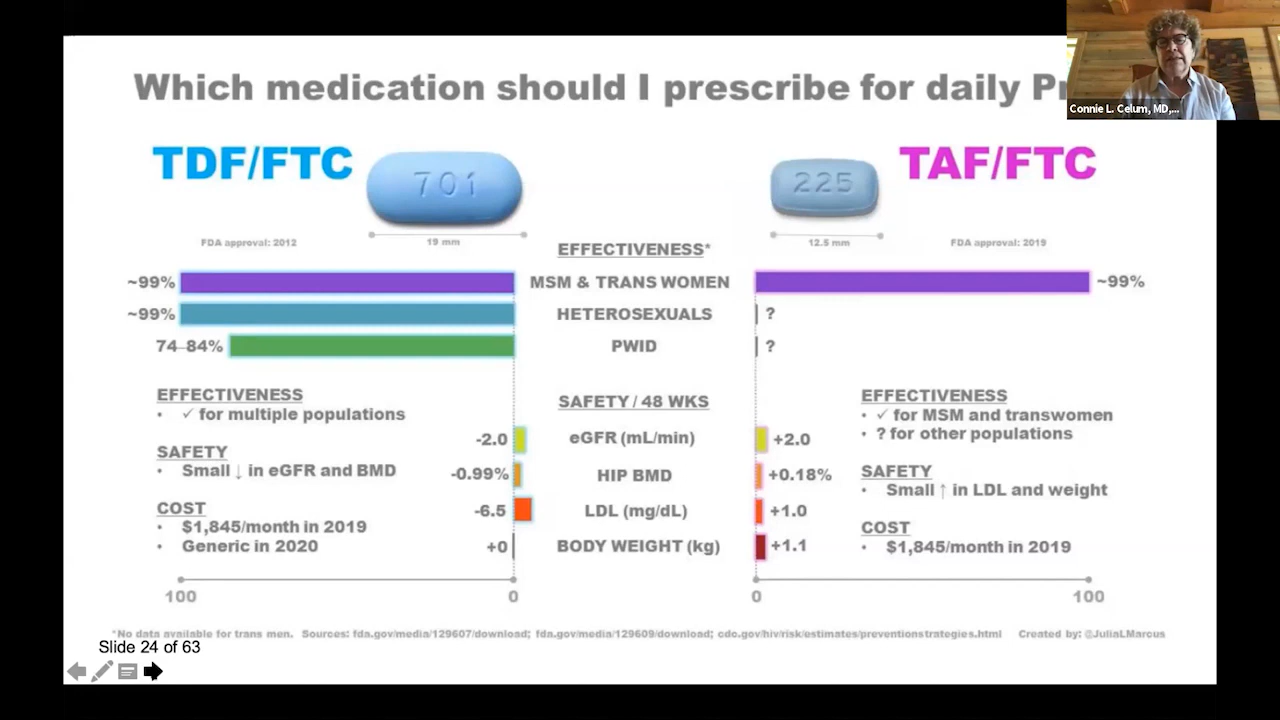 Which medication should I prescribe for daily Pr
Connie L. Celum, MD,...
TDF/FTC
701
225
TAF/FTC
FDA approval: 2012
19 mm
12.5 mm
FDA approval: 2019
EFFECTIVENESS*
~99% MSM & TRANS WOMEN ~99%
~99% HETEROSEXUALS ?
74-84% PWID ?
EFFECTIVENESS
• ✓ for multiple populations
SAFETY
• Small ↓ in eGFR and BMD
COST
• $1,845/month in 2019
• Generic in 2020
SAFETY / 48 WKS
-2.0 eGFR (mL/min) +2.0
-0.99% HIP BMD +0.18%
-6.5 LDL (mg/dL) +1.0
+0 BODY WEIGHT (kg) +1.1
EFFECTIVENESS
• ✓ for MSM and transwomen
• ? for other populations
SAFETY
• Small ↑ in LDL and weight
COST
• $1,845/month in 2019
100 0 0 100
*No data available for trans men. Sources: fda.gov/media/129607/download; fda.gov/media/129609/download; cdc.gov/hiv/risk/estimates/preventionstrategies.html Created by: @JuliaLMarcus
Slide 24 of 63